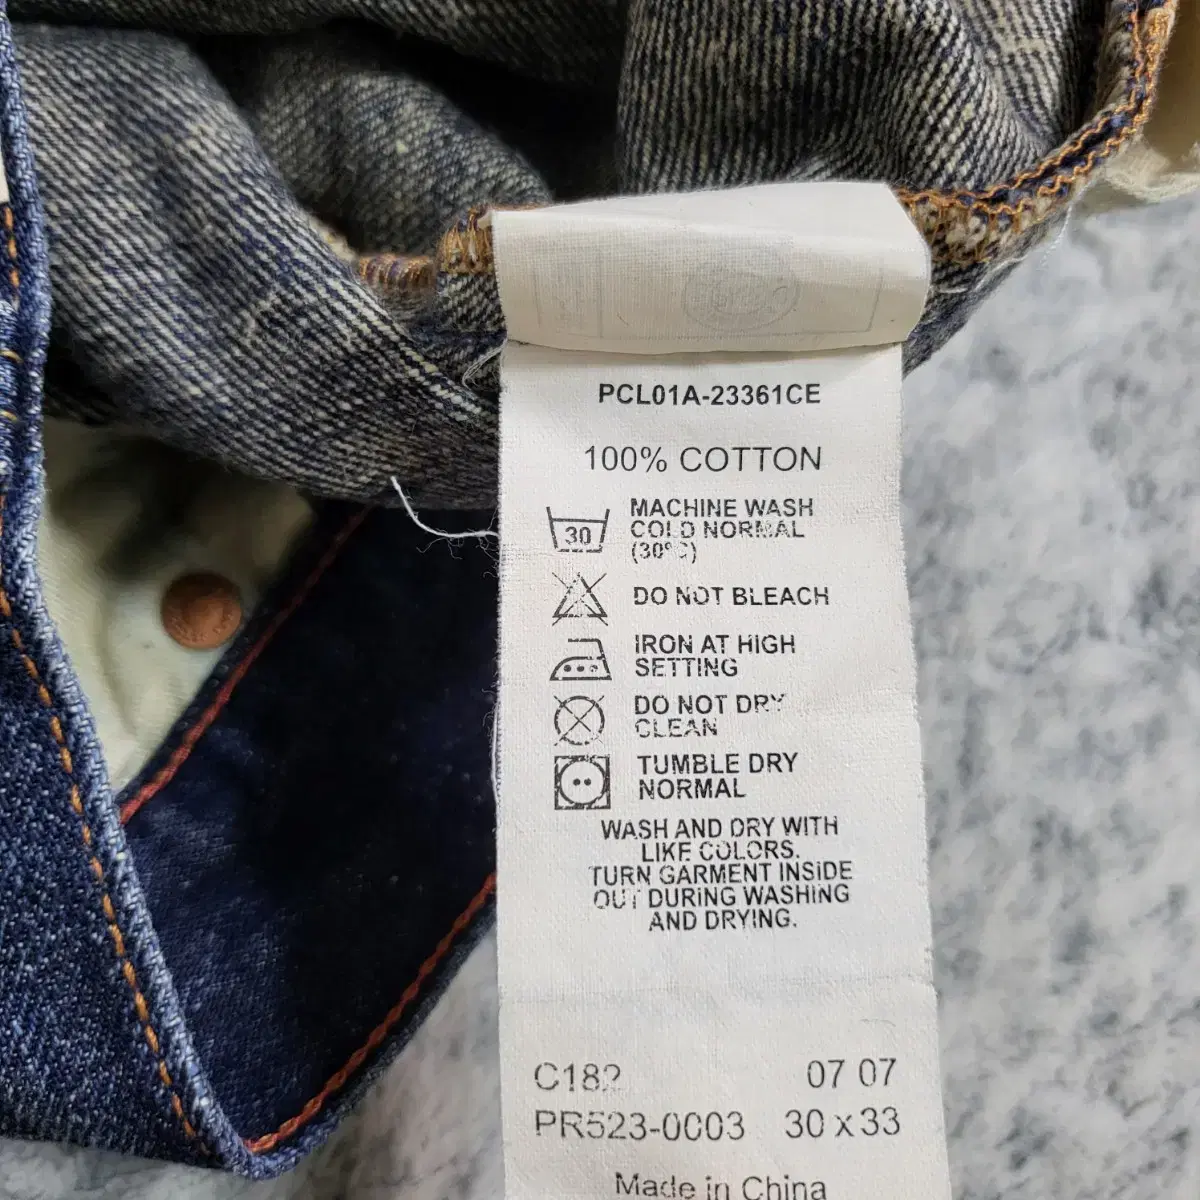 PCL01A-23361CE
100% COTTON
30
MACHINE WASH
COLD NORMAL
(30°C)
DO NOT BLEACH
IRON AT HIGH
SETTING
DO NOT DRY
CLEAN
TUMBLE DRY
NORMAL
WASH AND DRY WITH
LIKE COLORS.
TURN GARMENT INSIDE
OUT DURING WASHING
AND DRYING.
C182 07 07
PR523-0003 30 x 33
Made in China